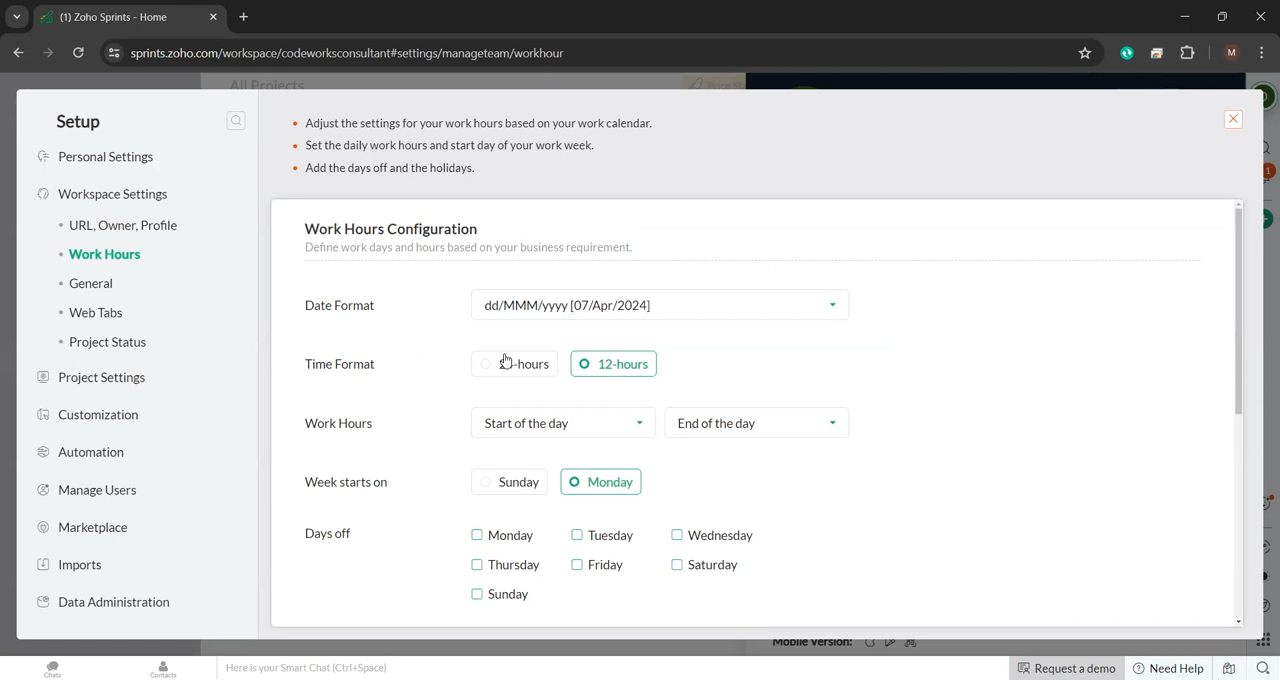 (1) Zoho Sprints - Home
sprints.zoho.com/workspace/codeworksconsultant#settings/manageteam/workhour
M
All Projects
Setup
Personal Settings
Workspace Settings
URL, Owner, Profile
Work Hours
General
Web Tabs
Project Status
Project Settings
Customization
Automation
Manage Users
Marketplace
Imports
Data Administration
Adjust the settings for your work hours based on your work calendar.
Set the daily work hours and start day of your work week.
Add the days off and the holidays.
Work Hours Configuration
Define work days and hours based on your business requirement.
Date Format
dd/MMM/yyyy [07/Apr/2024]
Time Format
-hours 12-hours
Work Hours
Start of the day End of the day
Week starts on
Sunday Monday
Days off
Monday Tuesday Wednesday
Thursday Friday Saturday
Sunday
1
Mobile Version:
Chats
Contacts
Here is your Smart Chat (Ctrl+Space)
Request a demo
Need Help